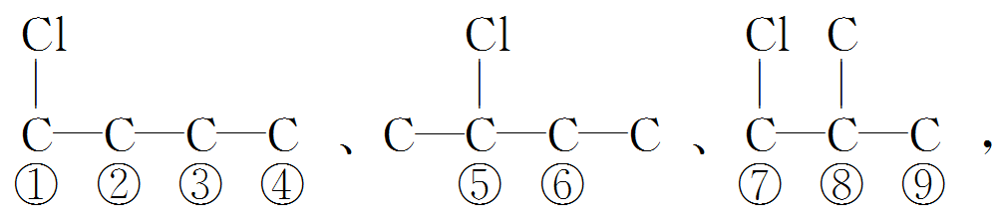 Cl Cl Cl C
C—C—C—C 、 C—C—C—C 、 C—C—C ，
① ② ③ ④ ⑤ ⑥ ⑦ ⑧ ⑨